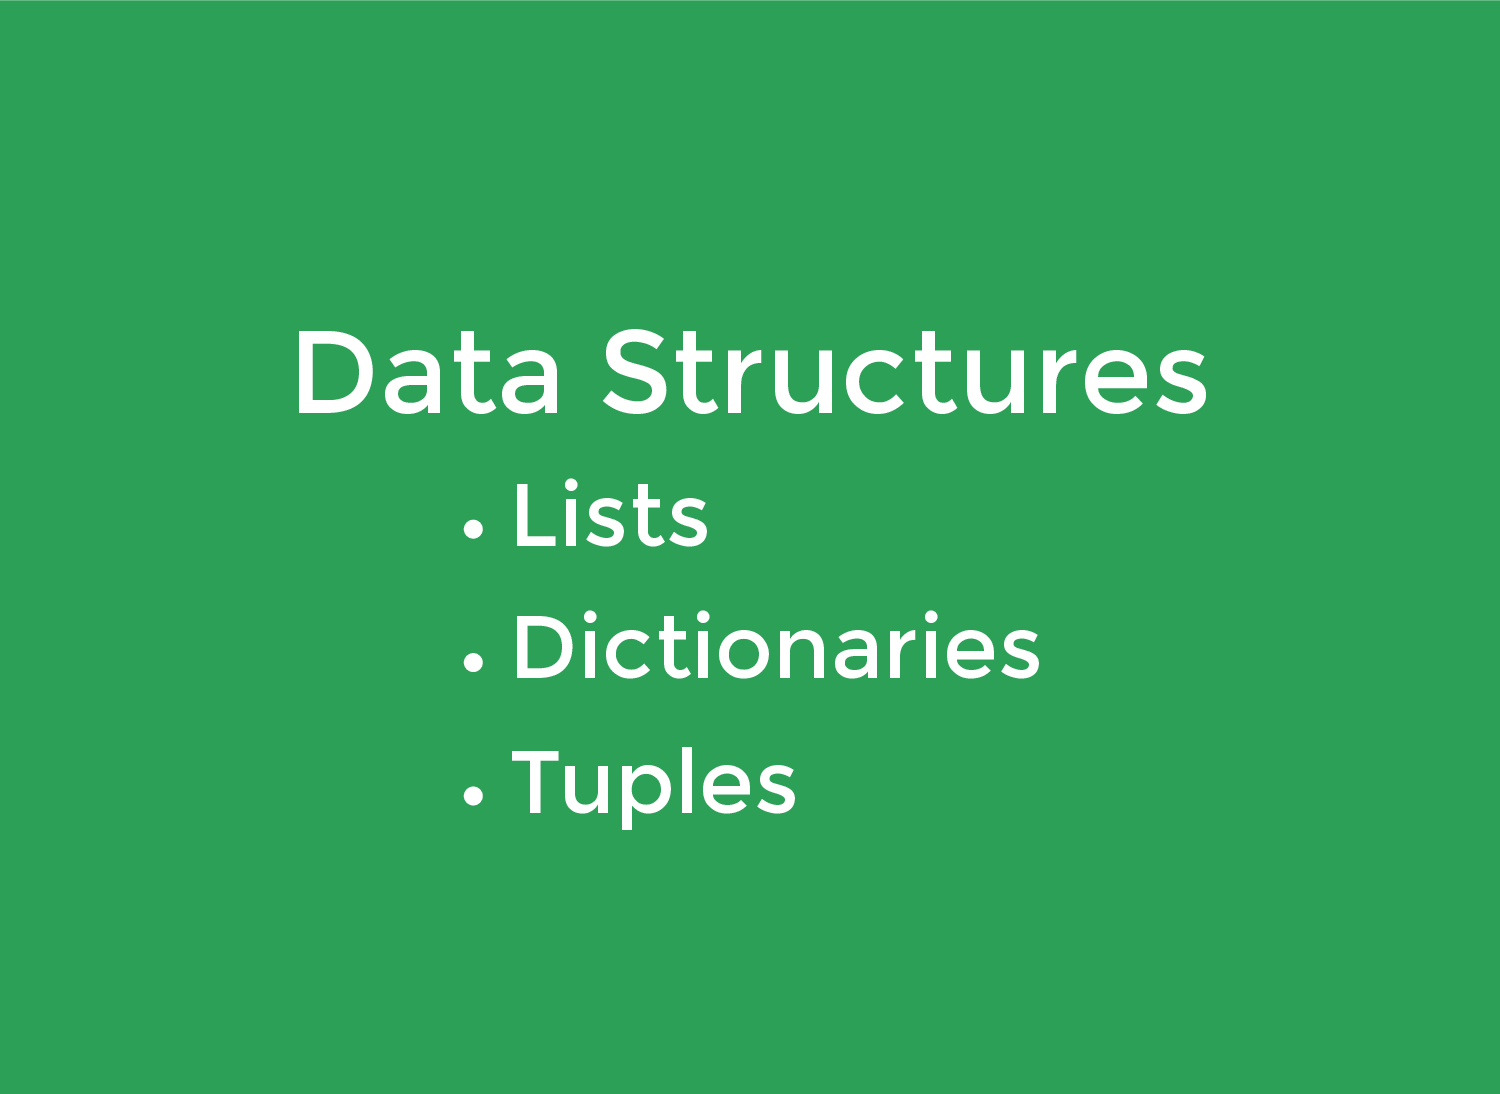 Data Structures
• Lists
• Dictionaries
• Tuples